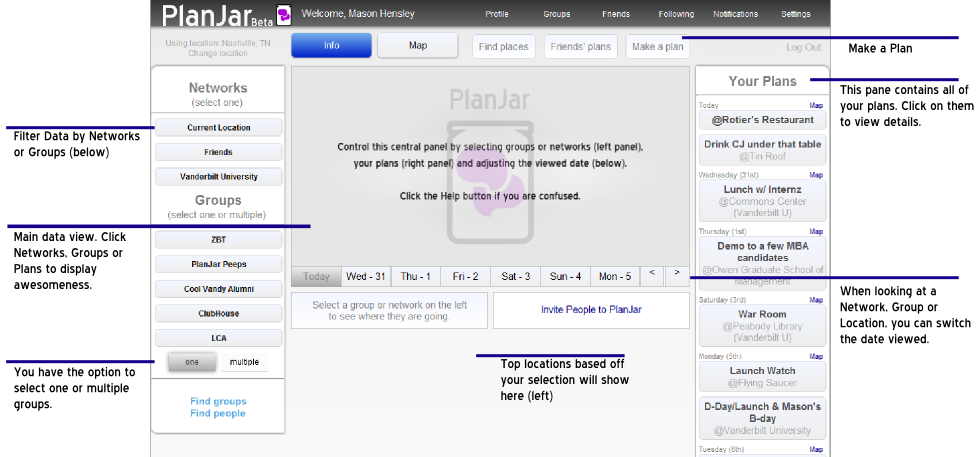 PlanJar Beta
Welcome, Mason Hensley
Profile
Groups
Friends
Following
Notifications
Settings
Using location: Nashville, TN
Change location
Info
Map
Find places
Friends' plans
Make a plan
Log Out
Make a Plan
Networks
(select one)
Current Location
Friends
Vanderbilt University
Groups
(select one or multiple)
ZBT
PlanJar Peeps
Cool Vandy Alumni
ClubHouse
LCA
one
multiple
Find groups
Find people
Filter Data by Networks
or Groups (below)
Main data view. Click
Networks, Groups or
Plans to display
awesomeness.
You have the option to
select one or multiple
groups.
PlanJar
Control this central panel by selecting groups or networks (left panel),
your plans (right panel) and adjusting the viewed date (below).
Click the Help button if you are confused.
Today
Wed - 31
Thu - 1
Fri - 2
Sat - 3
Sun - 4
Mon - 5
<
>
Select a group or network on the left
to see where they are going.
Invite People to PlanJar
Top locations based off
your selection will show
here (left)
Your Plans
Today
Map
@Rotier's Restaurant
Drink CJ under that table
@Tin Roof
Wednesday (31st)
Map
Lunch w/ Internz
@Commons Center
(Vanderbilt U)
Thursday (1st)
Map
Demo to a few MBA
candidates
@Owen Graduate School of
Management
Saturday (3rd)
Map
War Room
@Peabody Library
(Vanderbilt U)
Monday (5th)
Map
Launch Watch
@Flying Saucer
D-Day/Launch & Mason's
B-day
@Vanderbilt University
Tuesday (6th)
Map
This pane contains all of
your plans. Click on them
to view details.
When looking at a
Network, Group or
Location, you can switch
the date viewed.